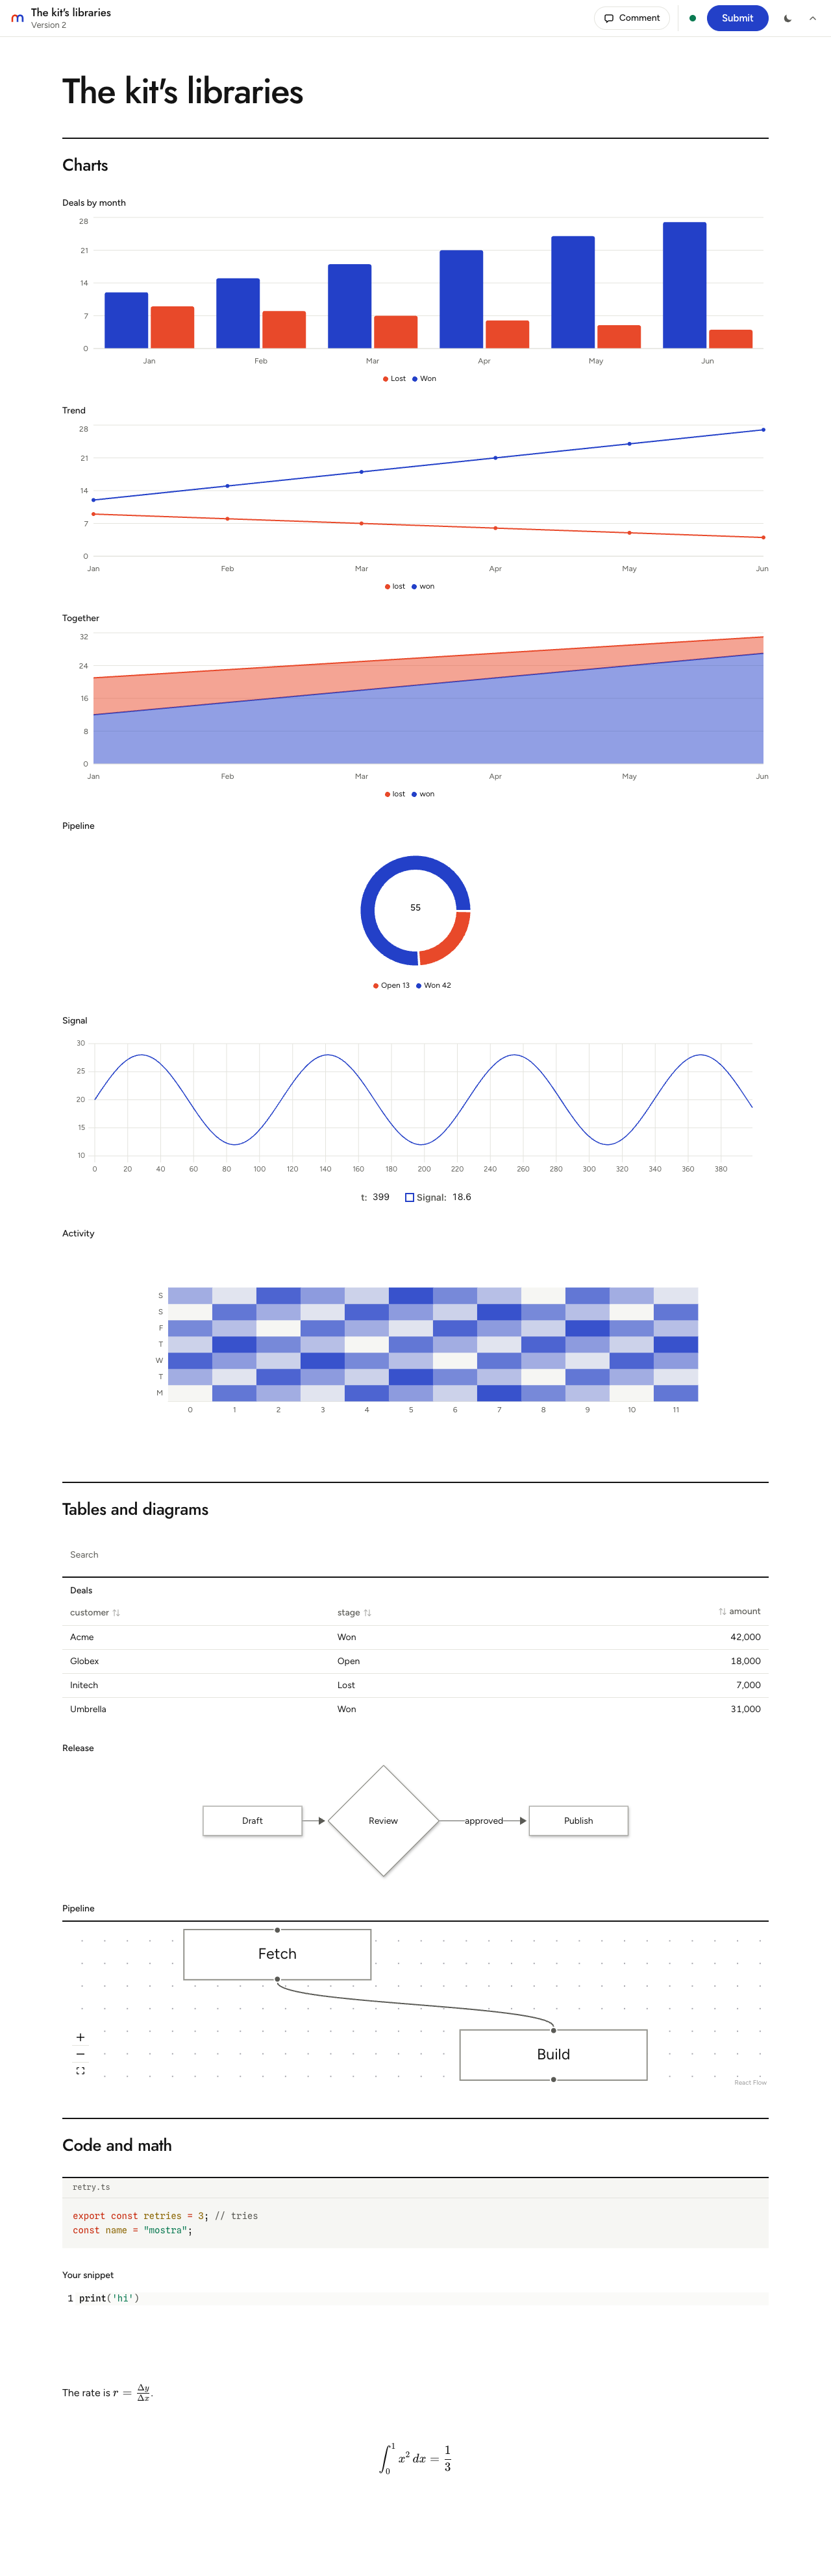 The kit's libraries
Version 2
Comment
Submit
The kit's libraries
Charts
Deals by month
28
21
14
7
0
Jan Feb Mar Apr May Jun
Lost Won
Trend
28
21
14
7
0
Jan Feb Mar Apr May Jun
lost won
Together
32
24
16
8
0
Jan Feb Mar Apr May Jun
lost won
Pipeline
55
Open 13 Won 42
Signal
30
25
20
15
10
0 20 40 60 80 100 120 140 160 180 200 220 240 260 280 300 320 340 360 380
t: 399 Signal: 18.6
Activity
S
S
F
T
W
T
M
0 1 2 3 4 5 6 7 8 9 10 11
Tables and diagrams
Search
Deals
customer stage amount
Acme Won 42,000
Globex Open 18,000
Initech Lost 7,000
Umbrella Won 31,000
Release
Draft Review approved Publish
Pipeline
Fetch
Build
React Flow
Code and math
retry.ts
export const retries = 3; // tries
const name = "mostra";
Your snippet
1 print('hi')
The rate is r = Δy/Δx.
∫₀¹ x² dx = 1/3